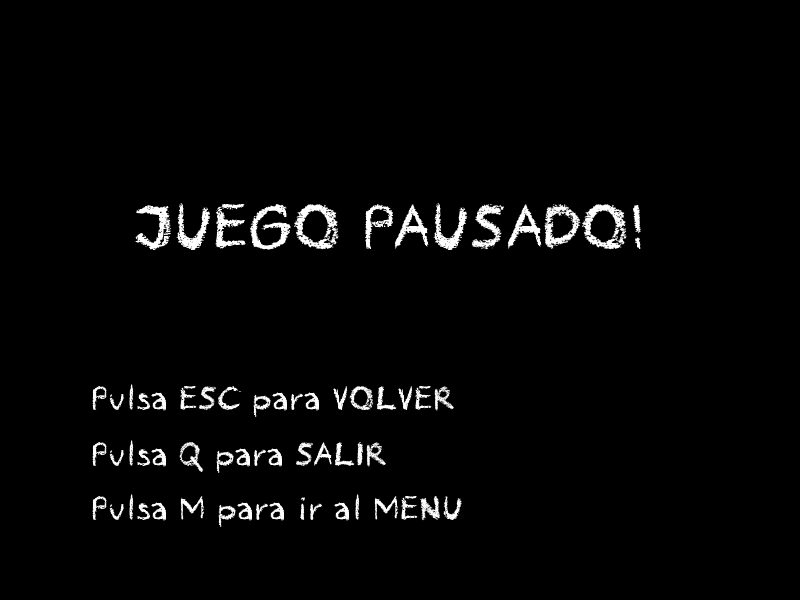 JUEGO PAUSADO!
Pulsa ESC para VOLVER
Pulsa Q para SALIR
Pulsa M para ir al MENU